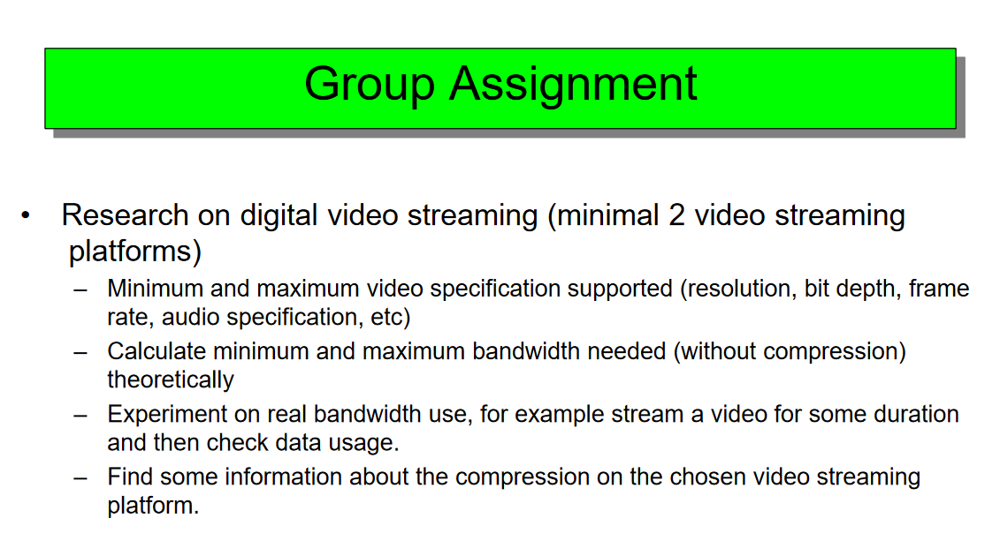 Group Assignment
• Research on digital video streaming (minimal 2 video streaming
platforms)
– Minimum and maximum video specification supported (resolution, bit depth, frame
rate, audio specification, etc)
– Calculate minimum and maximum bandwidth needed (without compression)
theoretically
– Experiment on real bandwidth use, for example stream a video for some duration
and then check data usage.
– Find some information about the compression on the chosen video streaming
platform.